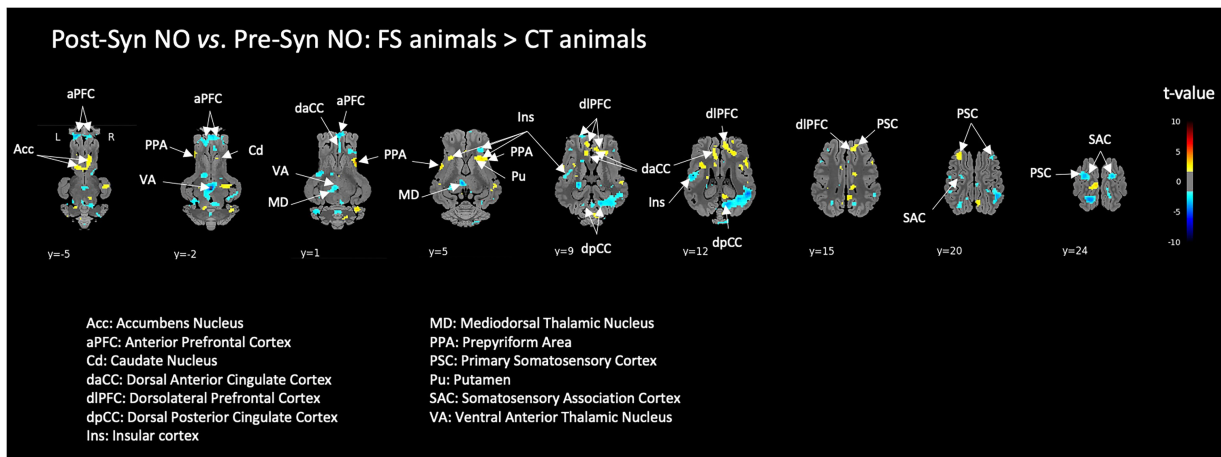 Post-Syn NO vs. Pre-Syn NO: FS animals > CT animals
t-value
10
5
0
-5
-10
aPFC
L
R
Acc
y=-5
aPFC
PPA
Cd
VA
y=-2
daCC
aPFC
PPA
VA
MD
y=1
Ins
PPA
Pu
MD
y=5
dlPFC
daCC
dpCC
y=9
dlPFC
Ins
dpCC
y=12
dlPFC
PSC
y=15
PSC
SAC
y=20
SAC
PSC
y=24
Acc: Accumbens Nucleus
aPFC: Anterior Prefrontal Cortex
Cd: Caudate Nucleus
daCC: Dorsal Anterior Cingulate Cortex
dlPFC: Dorsolateral Prefrontal Cortex
dpCC: Dorsal Posterior Cingulate Cortex
Ins: Insular cortex
MD: Mediodorsal Thalamic Nucleus
PPA: Prepyriform Area
PSC: Primary Somatosensory Cortex
Pu: Putamen
SAC: Somatosensory Association Cortex
VA: Ventral Anterior Thalamic Nucleus